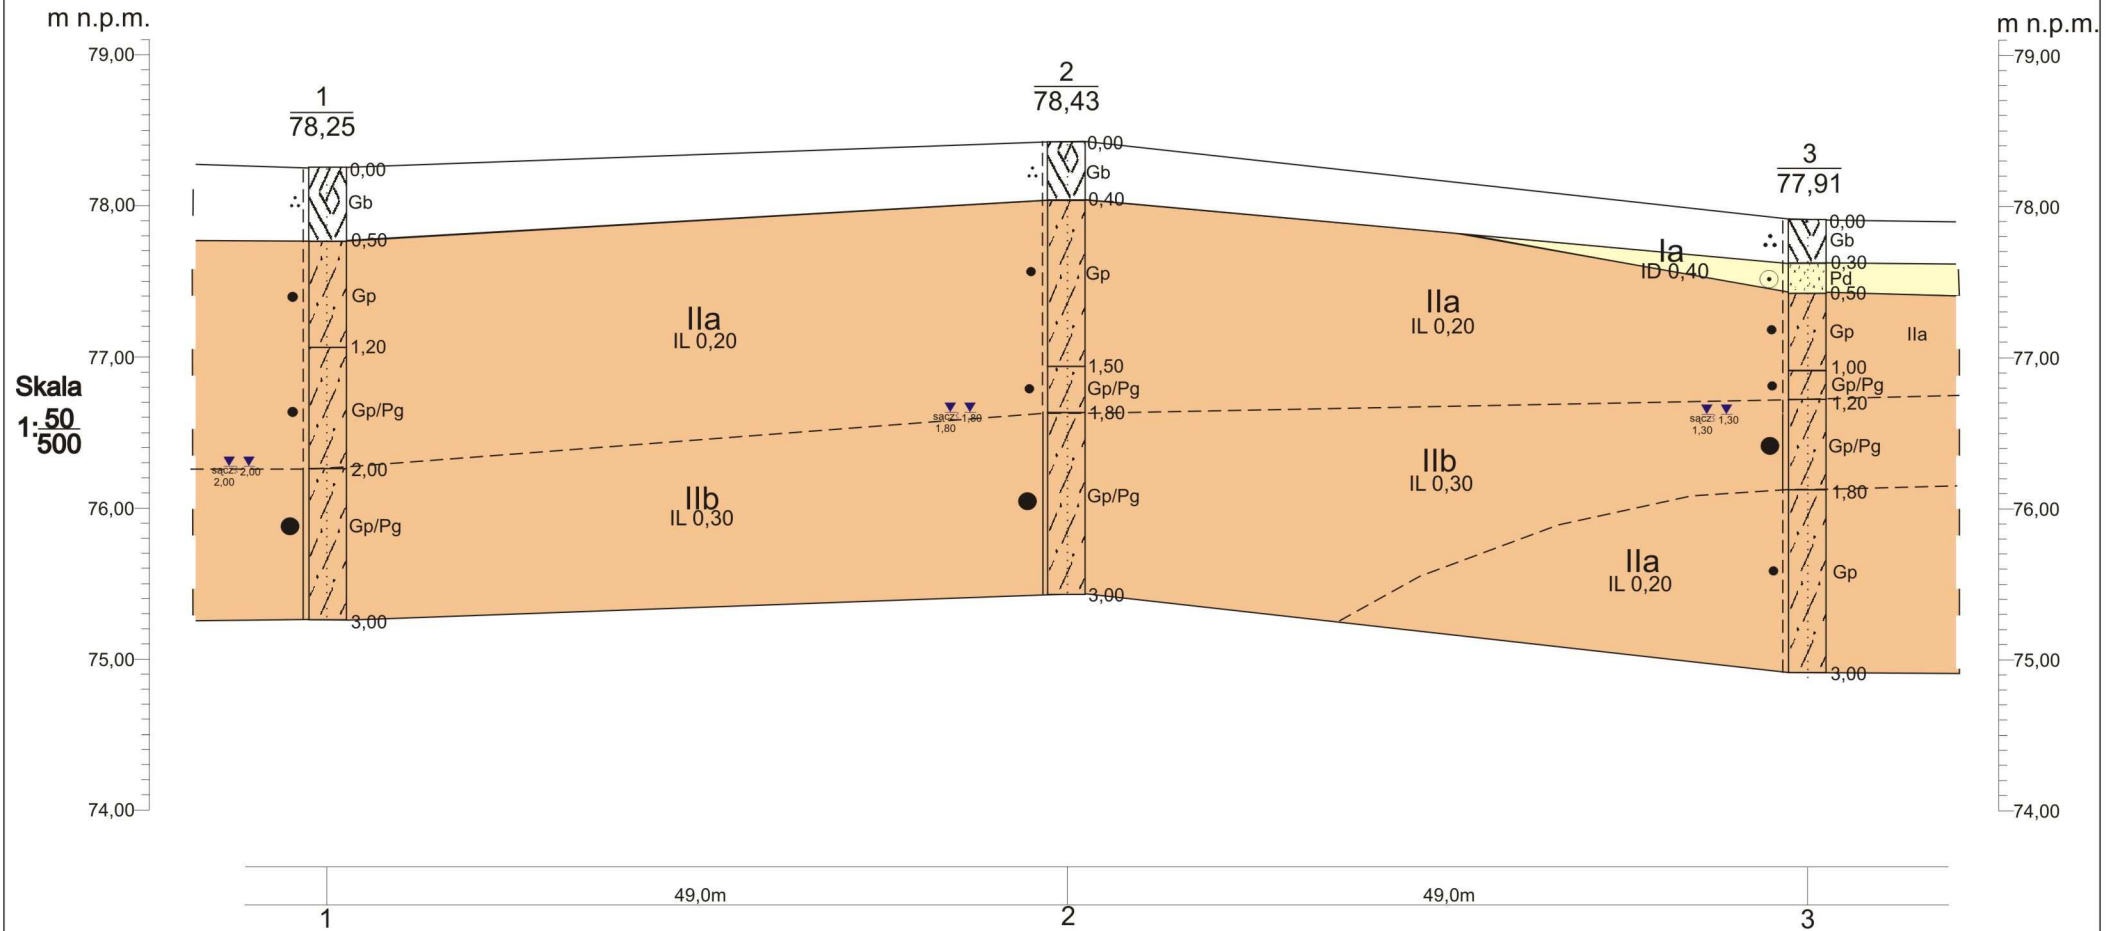 m n.p.m.
79,00
78,00
77,00
76,00
75,00
74,00
Skala
1:50/500
1
78,25
0,00
Gb
0,50
Gp
1,20
Gp/Pg
2,00
sącz. 2,00
2,00
Gp/Pg
3,00
IIa
IL 0,20
IIb
IL 0,30
2
78,43
0,00
Gb
0,40
Gp
1,50
Gp/Pg
1,80
sącz. 1,80
1,80
Gp/Pg
3,00
IIa
IL 0,20
IIb
IL 0,30
Ia
ID 0,40
IIa
IL 0,20
3
77,91
0,00
Gb
0,30
Pd
0,50
Gp
IIa
1,00
Gp/Pg
1,20
sącz. 1,30
1,30
Gp/Pg
1,80
Gp
3,00
m n.p.m.
79,00
78,00
77,00
76,00
75,00
74,00
49,0m
49,0m
1
2
3